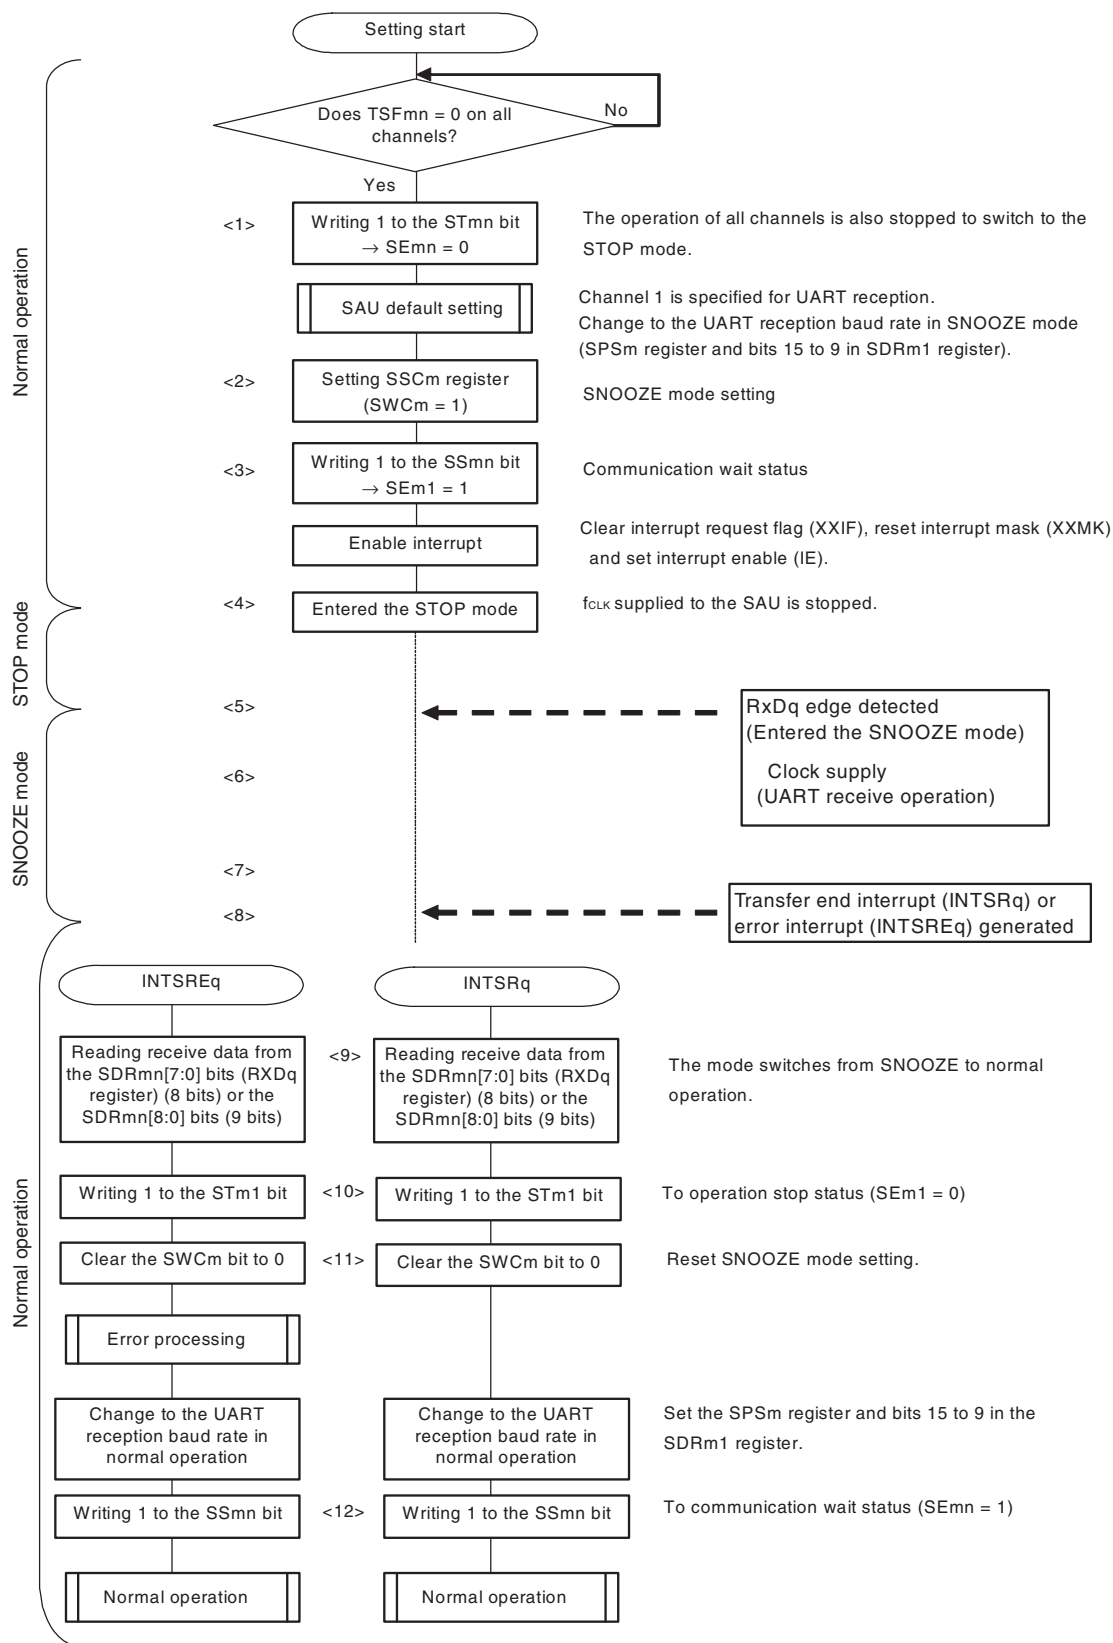 Setting start
Does TSFmn = 0 on all
channels?
No
Yes
Normal operation
<1>
Writing 1 to the STmn bit
→ SEmn = 0
The operation of all channels is also stopped to switch to the
STOP mode.
SAU default setting
Channel 1 is specified for UART reception.
Change to the UART reception baud rate in SNOOZE mode
(SPSm register and bits 15 to 9 in SDRm1 register).
<2>
Setting SSCm register
(SWCm = 1)
SNOOZE mode setting
<3>
Writing 1 to the SSmn bit
→ SEm1 = 1
Communication wait status
Enable interrupt
Clear interrupt request flag (XXIF), reset interrupt mask (XXMK)
and set interrupt enable (IE).
STOP mode
<4>
Entered the STOP mode
fCLK supplied to the SAU is stopped.
SNOOZE mode
<5>
RxDq edge detected
(Entered the SNOOZE mode)
<6>
Clock supply
(UART receive operation)
<7>
<8>
Transfer end interrupt (INTSRq) or
error interrupt (INTSREq) generated
Normal operation
INTSREq
INTSRq
Reading receive data from
the SDRmn[7:0] bits (RXDq
register) (8 bits) or the
SDRmn[8:0] bits (9 bits)
<9>
Reading receive data from
the SDRmn[7:0] bits (RXDq
register) (8 bits) or the
SDRmn[8:0] bits (9 bits)
The mode switches from SNOOZE to normal
operation.
Writing 1 to the STm1 bit
<10>
Writing 1 to the STm1 bit
To operation stop status (SEm1 = 0)
Clear the SWCm bit to 0
<11>
Clear the SWCm bit to 0
Reset SNOOZE mode setting.
Error processing
Change to the UART
reception baud rate in
normal operation
Change to the UART
reception baud rate in
normal operation
Set the SPSm register and bits 15 to 9 in the
SDRm1 register.
Writing 1 to the SSmn bit
<12>
Writing 1 to the SSmn bit
To communication wait status (SEmn = 1)
Normal operation
Normal operation